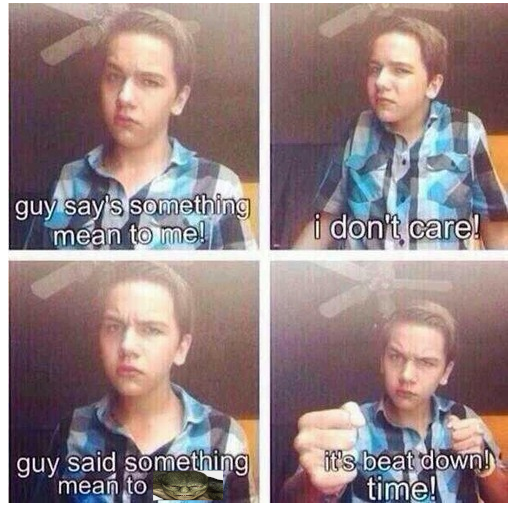 guy say's something
mean to me!
i don't care!
guy said something
mean to
it's beat down!
time!